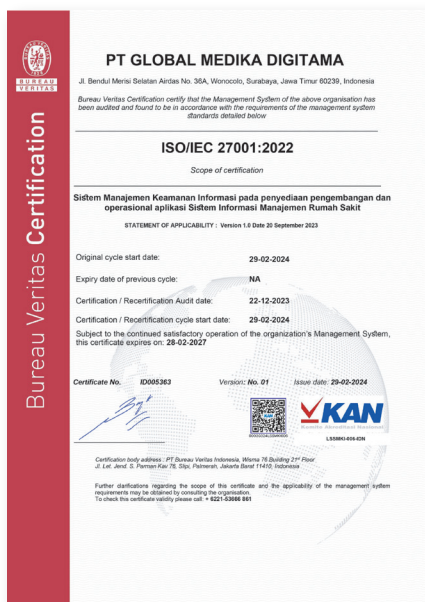 BUREAU
VERITAS
Bureau Veritas Certification
PT GLOBAL MEDIKA DIGITAMA
Jl. Bendul Merisi Selatan Airdas No. 36A, Wonocolo, Surabaya, Jawa Timur 60239, Indonesia
Bureau Veritas Certification certify that the Management System of the above organisation has
been audited and found to be in accordance with the requirements of the management system
standards detailed below
ISO/IEC 27001:2022
Scope of certification
Sistem Manajemen Keamanan Informasi pada penyediaan pengembangan dan
operasional aplikasi Sistem Informasi Manajemen Rumah Sakit
STATEMENT OF APPLICABILITY : Version 1.0 Date 20 September 2023
Original cycle start date: 29-02-2024
Expiry date of previous cycle: NA
Certification / Recertification Audit date: 22-12-2023
Certification / Recertification cycle start date: 29-02-2024
Subject to the continued satisfactory operation of the organization's Management System,
this certificate expires on: 28-02-2027
Certificate No. ID005363 Version: No. 01 Issue date: 29-02-2024
KAN
Komite Akreditasi Nasional
Certification body address : PT Bureau Veritas Indonesia, Wisma 76 Building 21st Floor
Jl. Let. Jend. S. Parman Kav 76, Slipi, Palmerah, Jakarta Barat 11410, Indonesia
Further clarifications regarding the scope of this certificate and the applicability of the management system
requirements may be obtained by consulting the organisation.
To check this certificate validity please call: + 6221-53666 861